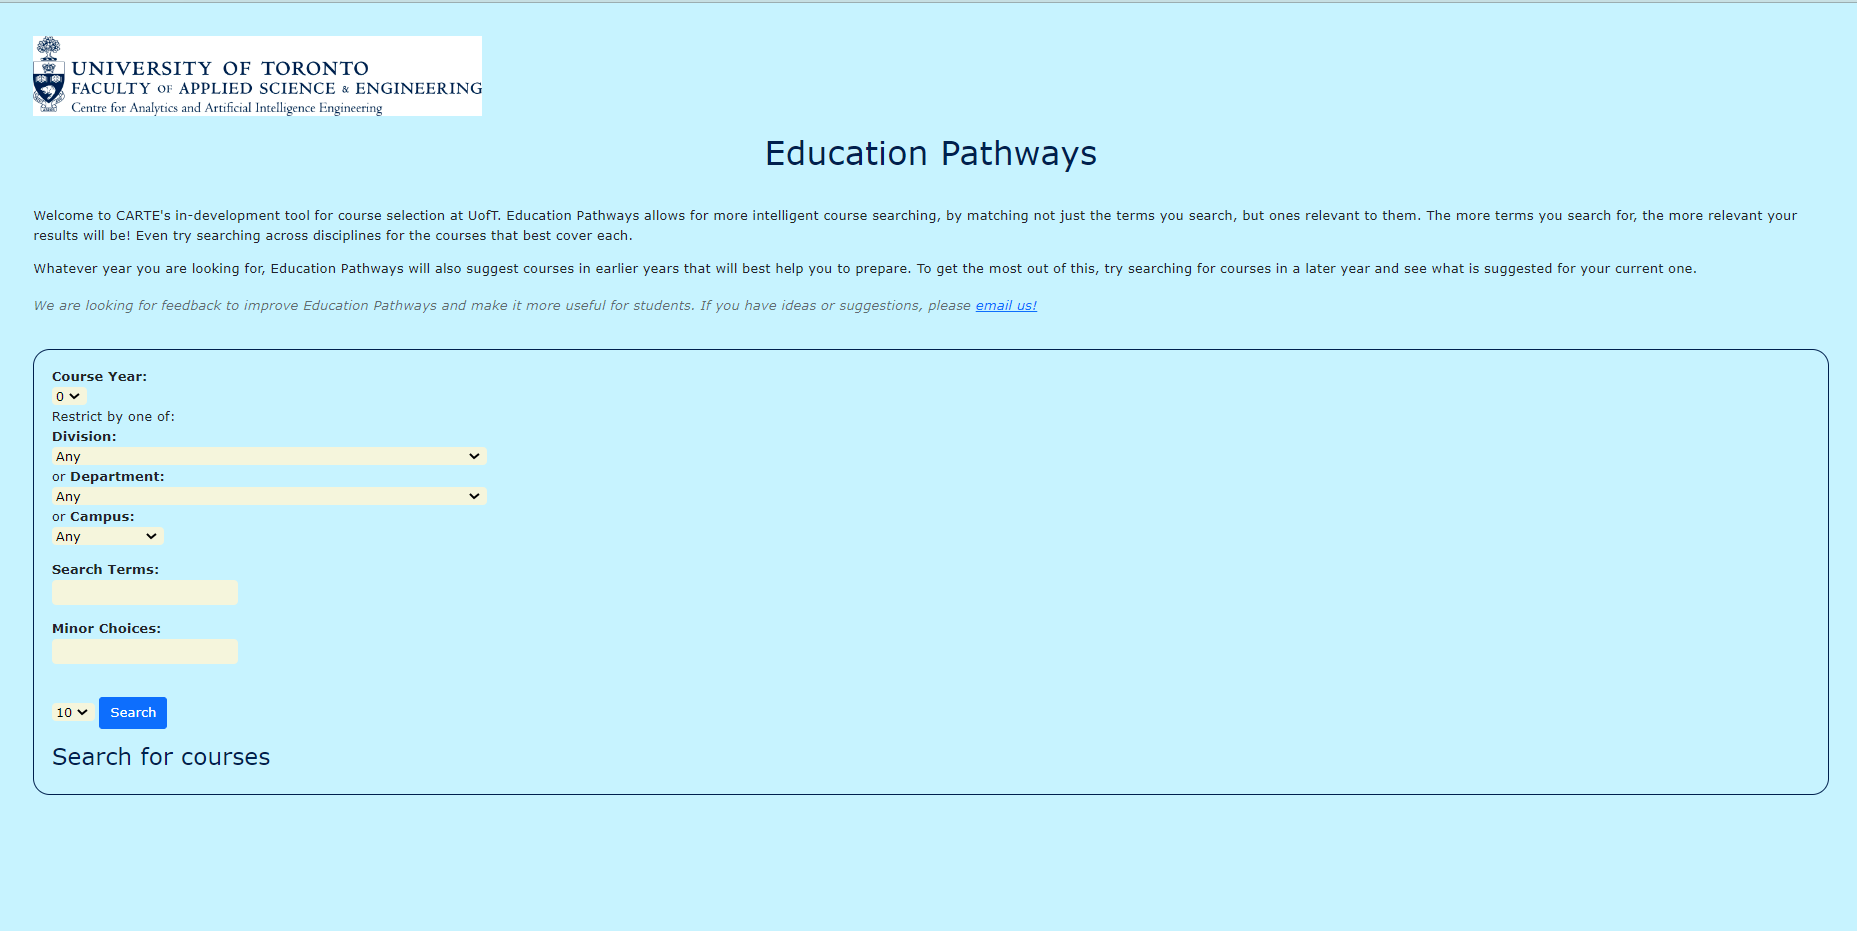 UNIVERSITY OF TORONTO
FACULTY OF APPLIED SCIENCE & ENGINEERING
Centre for Analytics and Artificial Intelligence Engineering
Education Pathways
Welcome to CARTE's in-development tool for course selection at UofT. Education Pathways allows for more intelligent course searching, by matching not just the terms you search, but ones relevant to them. The more terms you search for, the more relevant your
results will be! Even try searching across disciplines for the courses that best cover each.
Whatever year you are looking for, Education Pathways will also suggest courses in earlier years that will best help you to prepare. To get the most out of this, try searching for courses in a later year and see what is suggested for your current one.
We are looking for feedback to improve Education Pathways and make it more useful for students. If you have ideas or suggestions, please email us!
Course Year:
0
Restrict by one of:
Division:
Any
or Department:
Any
or Campus:
Any
Search Terms:
Minor Choices:
10 Search
Search for courses